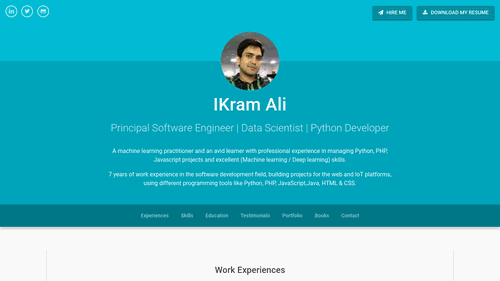 HIRE ME
DOWNLOAD MY RESUME
IKram Ali
Principal Software Engineer | Data Scientist | Python Developer
A machine learning practitioner and an avid learner with professional experience in managing Python, PHP,
Javascript projects and excellent (Machine learning / Deep learning) skills.
7 years of work experience in the software development field, building projects for the web and IoT platforms,
using different programming tools like Python, PHP, JavaScript,Java, HTML & CSS.
Experiences Skills Education Testimonials Portfolio Books Contact
Work Experiences